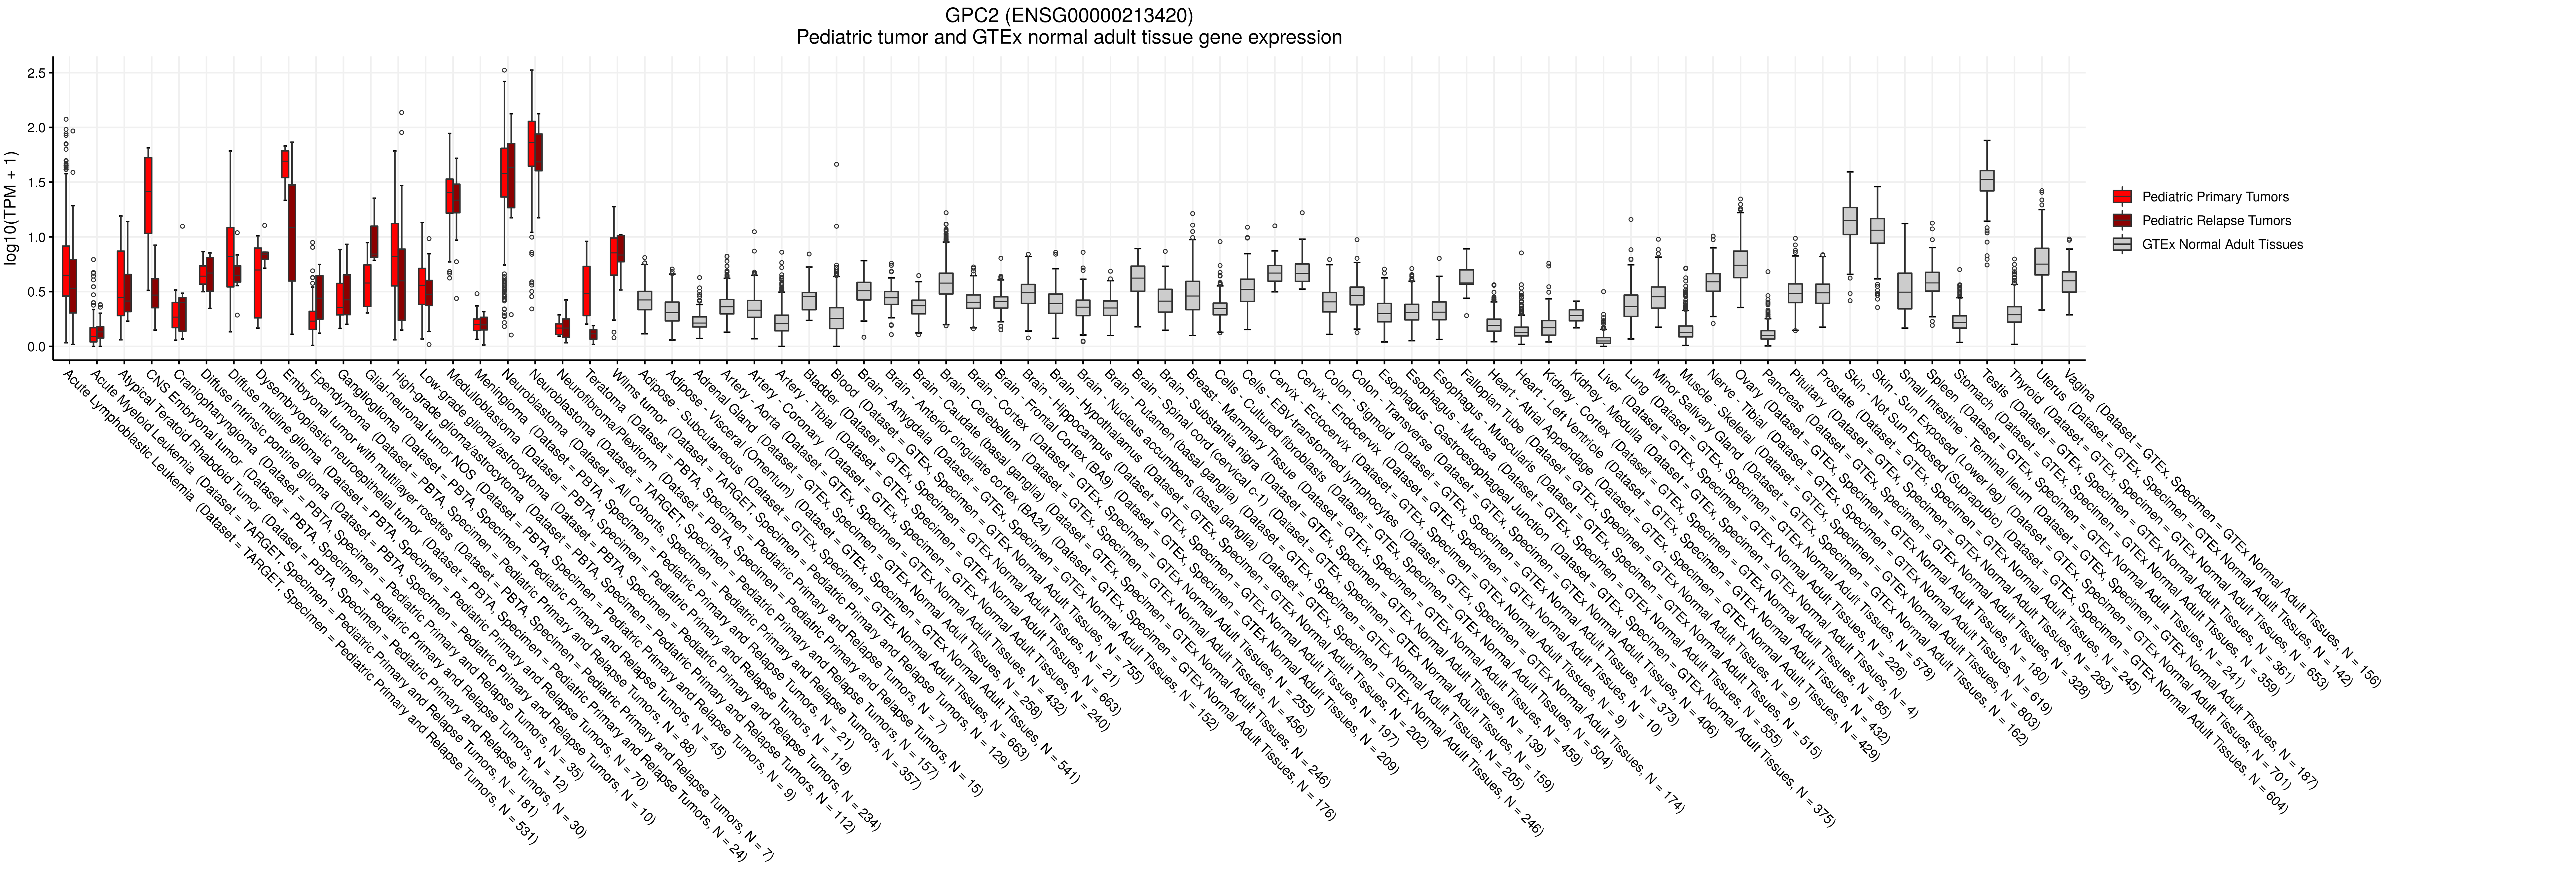 GPC2 (ENSG00000213420)
Pediatric tumor and GTEx normal adult tissue gene expression
log10(TPM + 1)
2.5
2.0
1.5
1.0
0.5
0.0
Acute Lymphoblastic Leukemia (Dataset = TARGET, Specimen = Pediatric Primary and Relapse Tumors, N = 531)
Acute Myeloid Leukemia (Dataset = TARGET, Specimen = Pediatric Primary and Relapse Tumors, N = 181)
Atypical Teratoid Rhabdoid Tumor (Dataset = PBTA, Specimen = Pediatric Primary and Relapse Tumors, N = 30)
CNS Embryonal tumor (Dataset = PBTA, Specimen = Pediatric Primary and Relapse Tumors, N = 12)
Craniopharyngioma (Dataset = PBTA, Specimen = Pediatric Primary and Relapse Tumors, N = 35)
Diffuse intrinsic pontine glioma (Dataset = PBTA, Specimen = Pediatric Primary and Relapse Tumors, N = 10)
Diffuse midline glioma (Dataset = PBTA, Specimen = Pediatric Primary and Relapse Tumors, N = 70)
Dysembryoplastic neuroepithelial tumor (Dataset = PBTA, Specimen = Pediatric Primary and Relapse Tumors, N = 24)
Embryonal tumor with multilayer rosettes (Dataset = PBTA, Specimen = Pediatric Primary and Relapse Tumors, N = 7)
Ependymoma (Dataset = PBTA, Specimen = Pediatric Primary and Relapse Tumors, N = 88)
Ganglioglioma (Dataset = PBTA, Specimen = Pediatric Primary and Relapse Tumors, N = 45)
Glial-neuronal tumor NOS (Dataset = PBTA, Specimen = Pediatric Primary and Relapse Tumors, N = 9)
High-grade glioma/astrocytoma (Dataset = PBTA, Specimen = Pediatric Primary and Relapse Tumors, N = 112)
Low-grade glioma/astrocytoma (Dataset = PBTA, Specimen = Pediatric Primary and Relapse Tumors, N = 234)
Medulloblastoma (Dataset = PBTA, Specimen = Pediatric Primary and Relapse Tumors, N = 118)
Meningioma (Dataset = PBTA, Specimen = Pediatric Primary and Relapse Tumors, N = 21)
Neuroblastoma (Dataset = All Cohorts, Specimen = Pediatric Primary and Relapse Tumors, N = 357)
Neuroblastoma (Dataset = TARGET, Specimen = Pediatric Primary and Relapse Tumors, N = 157)
Neurofibroma/Plexiform (Dataset = PBTA, Specimen = Pediatric Primary and Relapse Tumors, N = 15)
Teratoma (Dataset = PBTA, Specimen = Pediatric Primary and Relapse Tumors, N = 7)
Wilms tumor (Dataset = TARGET, Specimen = Pediatric Primary and Relapse Tumors, N = 129)
Adipose - Subcutaneous (Dataset = GTEx, Specimen = GTEx Normal Adult Tissues, N = 663)
Adipose - Visceral (Omentum) (Dataset = GTEx, Specimen = GTEx Normal Adult Tissues, N = 541)
Adrenal Gland (Dataset = GTEx, Specimen = GTEx Normal Adult Tissues, N = 258)
Artery - Aorta (Dataset = GTEx, Specimen = GTEx Normal Adult Tissues, N = 432)
Artery - Coronary (Dataset = GTEx, Specimen = GTEx Normal Adult Tissues, N = 240)
Artery - Tibial (Dataset = GTEx, Specimen = GTEx Normal Adult Tissues, N = 663)
Bladder (Dataset = GTEx, Specimen = GTEx Normal Adult Tissues, N = 21)
Blood (Dataset = GTEx, Specimen = GTEx Normal Adult Tissues, N = 755)
Brain - Amygdala (Dataset = GTEx, Specimen = GTEx Normal Adult Tissues, N = 152)
Brain - Anterior cingulate cortex (BA24) (Dataset = GTEx, Specimen = GTEx Normal Adult Tissues, N = 176)
Brain - Caudate (basal ganglia) (Dataset = GTEx, Specimen = GTEx Normal Adult Tissues, N = 246)
Brain - Cerebellum (Dataset = GTEx, Specimen = GTEx Normal Adult Tissues, N = 456)
Brain - Cortex (Dataset = GTEx, Specimen = GTEx Normal Adult Tissues, N = 255)
Brain - Frontal Cortex (BA9) (Dataset = GTEx, Specimen = GTEx Normal Adult Tissues, N = 209)
Brain - Hippocampus (Dataset = GTEx, Specimen = GTEx Normal Adult Tissues, N = 197)
Brain - Hypothalamus (Dataset = GTEx, Specimen = GTEx Normal Adult Tissues, N = 202)
Brain - Nucleus accumbens (basal ganglia) (Dataset = GTEx, Specimen = GTEx Normal Adult Tissues, N = 246)
Brain - Putamen (basal ganglia) (Dataset = GTEx, Specimen = GTEx Normal Adult Tissues, N = 205)
Brain - Spinal cord (cervical c-1) (Dataset = GTEx, Specimen = GTEx Normal Adult Tissues, N = 159)
Brain - Substantia nigra (Dataset = GTEx, Specimen = GTEx Normal Adult Tissues, N = 139)
Breast - Mammary Tissue (Dataset = GTEx, Specimen = GTEx Normal Adult Tissues, N = 459)
Cells - Cultured fibroblasts (Dataset = GTEx, Specimen = GTEx Normal Adult Tissues, N = 504)
Cells - EBV-transformed lymphocytes (Dataset = GTEx, Specimen = GTEx Normal Adult Tissues, N = 174)
Cervix - Ectocervix (Dataset = GTEx, Specimen = GTEx Normal Adult Tissues, N = 9)
Cervix - Endocervix (Dataset = GTEx, Specimen = GTEx Normal Adult Tissues, N = 10)
Colon - Sigmoid (Dataset = GTEx, Specimen = GTEx Normal Adult Tissues, N = 373)
Colon - Transverse (Dataset = GTEx, Specimen = GTEx Normal Adult Tissues, N = 406)
Esophagus - Gastroesophageal Junction (Dataset = GTEx, Specimen = GTEx Normal Adult Tissues, N = 375)
Esophagus - Mucosa (Dataset = GTEx, Specimen = GTEx Normal Adult Tissues, N = 555)
Esophagus - Muscularis (Dataset = GTEx, Specimen = GTEx Normal Adult Tissues, N = 515)
Fallopian Tube (Dataset = GTEx, Specimen = GTEx Normal Adult Tissues, N = 9)
Heart - Atrial Appendage (Dataset = GTEx, Specimen = GTEx Normal Adult Tissues, N = 429)
Heart - Left Ventricle (Dataset = GTEx, Specimen = GTEx Normal Adult Tissues, N = 432)
Kidney - Cortex (Dataset = GTEx, Specimen = GTEx Normal Adult Tissues, N = 85)
Kidney - Medulla (Dataset = GTEx, Specimen = GTEx Normal Adult Tissues, N = 4)
Liver (Dataset = GTEx, Specimen = GTEx Normal Adult Tissues, N = 226)
Lung (Dataset = GTEx, Specimen = GTEx Normal Adult Tissues, N = 578)
Minor Salivary Gland (Dataset = GTEx, Specimen = GTEx Normal Adult Tissues, N = 162)
Muscle - Skeletal (Dataset = GTEx, Specimen = GTEx Normal Adult Tissues, N = 803)
Nerve - Tibial (Dataset = GTEx, Specimen = GTEx Normal Adult Tissues, N = 619)
Ovary (Dataset = GTEx, Specimen = GTEx Normal Adult Tissues, N = 180)
Pancreas (Dataset = GTEx, Specimen = GTEx Normal Adult Tissues, N = 328)
Pituitary (Dataset = GTEx, Specimen = GTEx Normal Adult Tissues, N = 283)
Prostate (Dataset = GTEx, Specimen = GTEx Normal Adult Tissues, N = 245)
Skin - Not Sun Exposed (Suprapubic) (Dataset = GTEx, Specimen = GTEx Normal Adult Tissues, N = 604)
Skin - Sun Exposed (Lower leg) (Dataset = GTEx, Specimen = GTEx Normal Adult Tissues, N = 701)
Small Intestine - Terminal Ileum (Dataset = GTEx, Specimen = GTEx Normal Adult Tissues, N = 187)
Spleen (Dataset = GTEx, Specimen = GTEx Normal Adult Tissues, N = 241)
Stomach (Dataset = GTEx, Specimen = GTEx Normal Adult Tissues, N = 359)
Testis (Dataset = GTEx, Specimen = GTEx Normal Adult Tissues, N = 361)
Thyroid (Dataset = GTEx, Specimen = GTEx Normal Adult Tissues, N = 653)
Uterus (Dataset = GTEx, Specimen = GTEx Normal Adult Tissues, N = 142)
Vagina (Dataset = GTEx, Specimen = GTEx Normal Adult Tissues, N = 156)
Pediatric Primary Tumors
Pediatric Relapse Tumors
GTEx Normal Adult Tissues